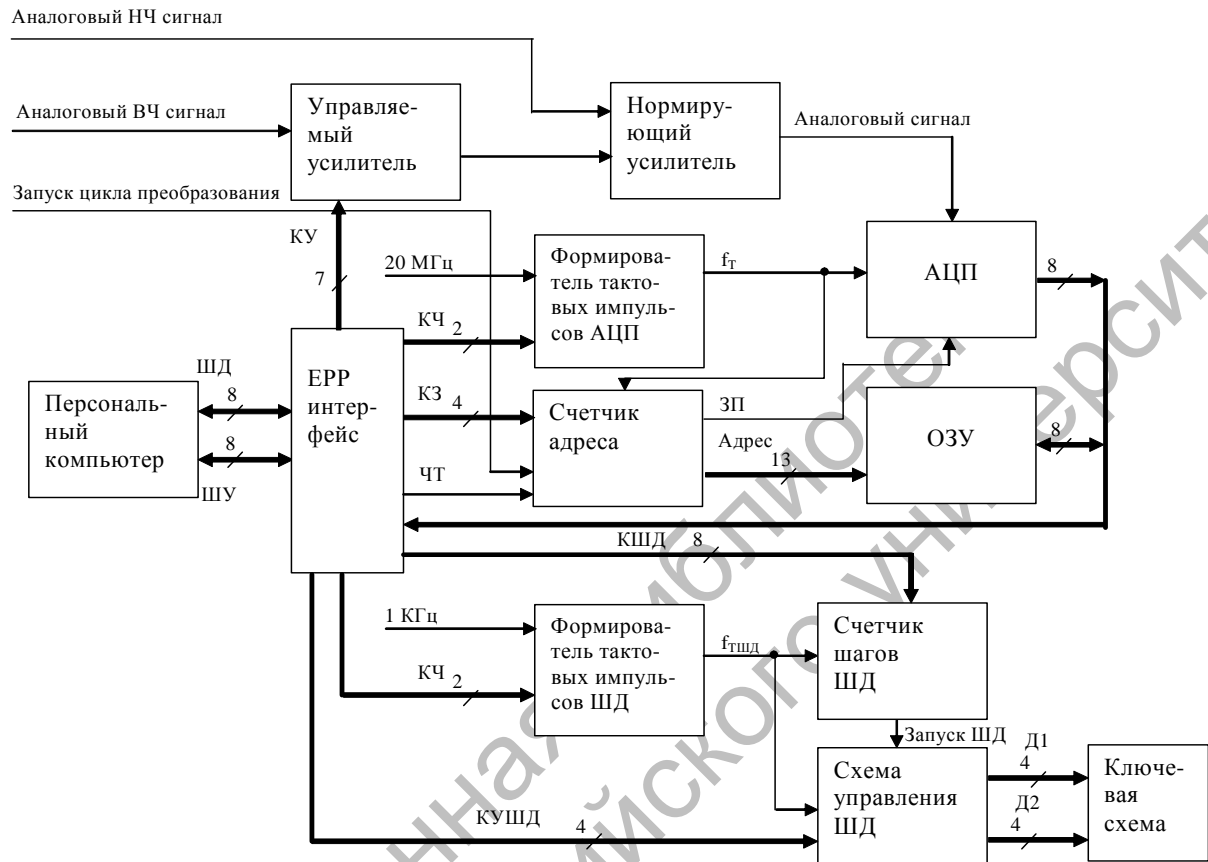 Аналоговый НЧ сигнал
Аналоговый ВЧ сигнал
Управляе-
мый
усилитель
Нормиру-
ющий
усилитель
Аналоговый сигнал
Запуск цикла преобразования
КУ
7
20 МГц
Формирова-
тель такто-
вых импуль-
сов АЦП
fТ
АЦП
8
КЧ
2
ШД
8
Персональ-
ный
компьютер
8
ШУ
EPP
интер-
фейс
КЗ
4
Счетчик
адреса
ЗП
Адрес
13
ОЗУ
8
ЧТ
КШД
8
1 КГц
Формирова-
тель такто-
вых импуль-
сов ШД
fТШД
Счетчик
шагов
ШД
КЧ
2
Запуск ШД
Схема
управления
ШД
Д1
4
Д2
4
Ключе-
вая
схема
КУШД
4